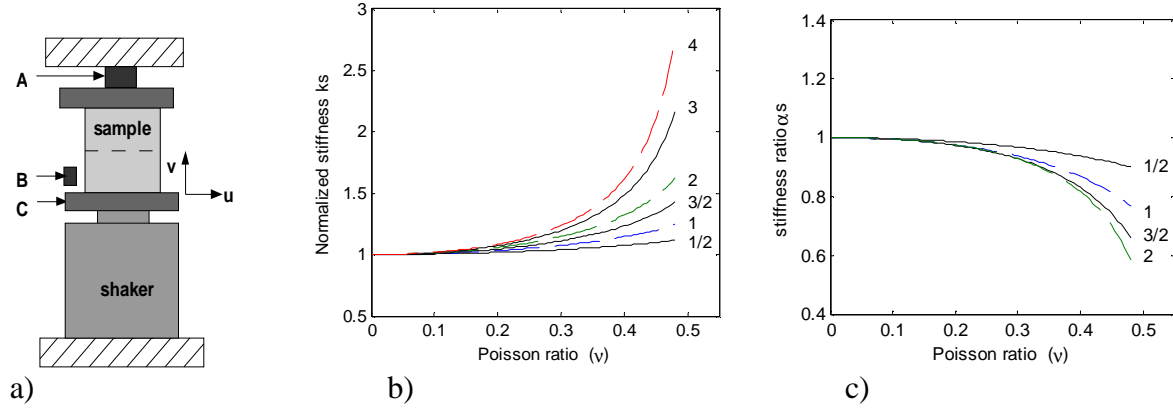 A
sample
v
B
u
C
shaker
a)
Normalized stiffness ks
3
2.5
2
1.5
1
0.5
0
0.1
0.2
0.3
0.4
0.5
Poisson ratio (ν)
4
3
2
3/2
1
1/2
b)
stiffness ratio αs
1.4
1.2
1
0.8
0.6
0.4
0
0.1
0.2
0.3
0.4
0.5
Poisson ratio (ν)
1/2
1
3/2
2
c)